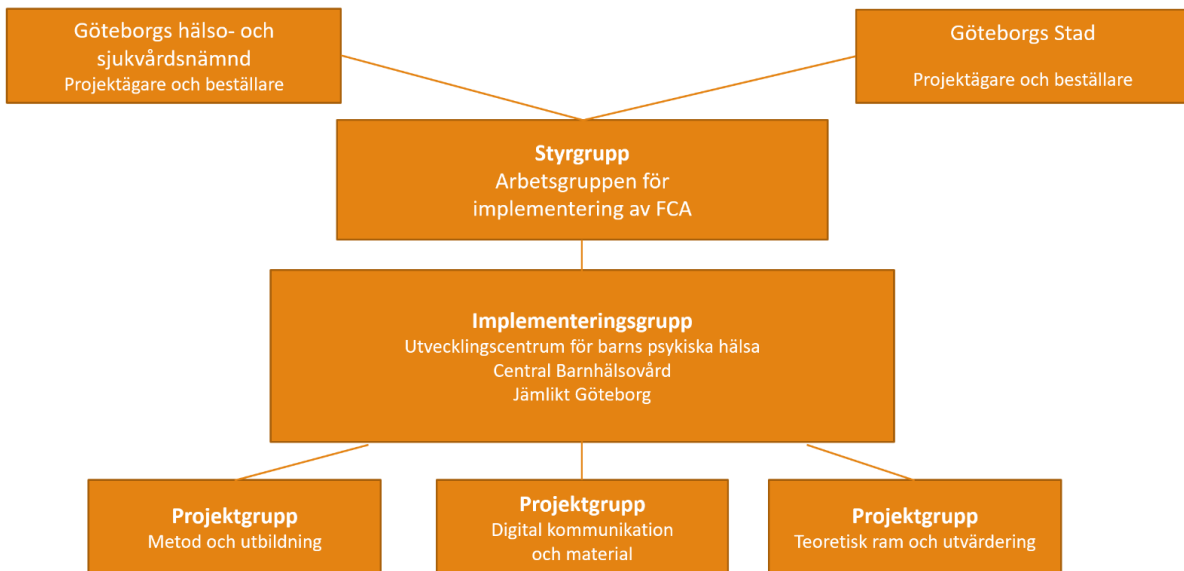 Göteborgs hälso- och
sjukvårdsnämnd
Projektägare och beställare
Göteborgs Stad
Projektägare och beställare
Styrgrupp
Arbetsgruppen för
implementering av FCA
Implementeringsgrupp
Utvecklingscentrum för barns psykiska hälsa
Central Barnhälsovård
Jämlikt Göteborg
Projektgrupp
Metod och utbildning
Projektgrupp
Digital kommunikation
och material
Projektgrupp
Teoretisk ram och utvärdering